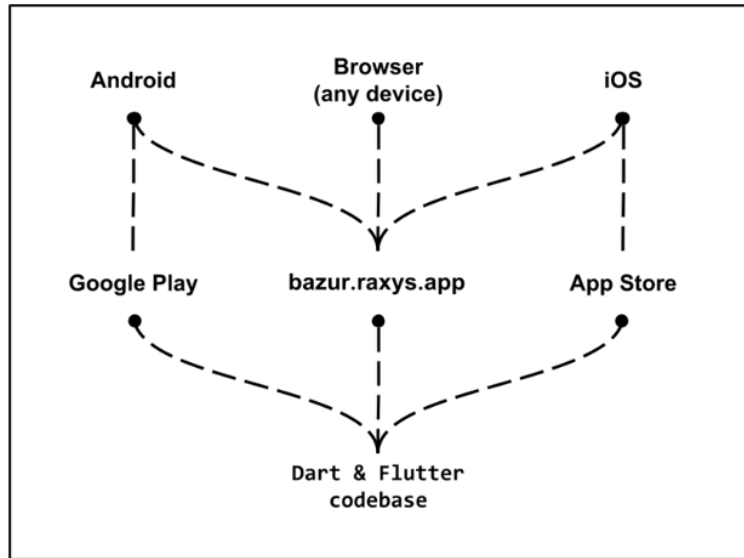 Android
Browser
(any device)
iOS
Google Play
bazur.raxys.app
App Store
Dart & Flutter
codebase